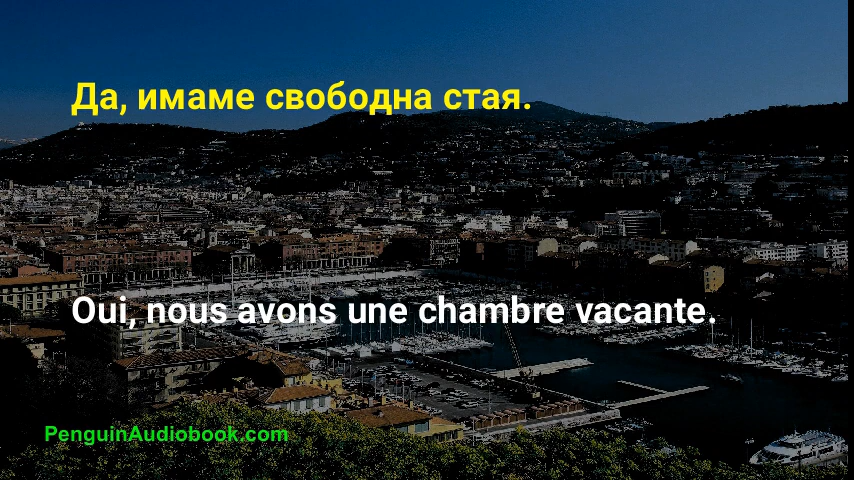 Да, имаме свободна стая.
Oui, nous avons une chambre vacante.
PenguinAudiobook.com